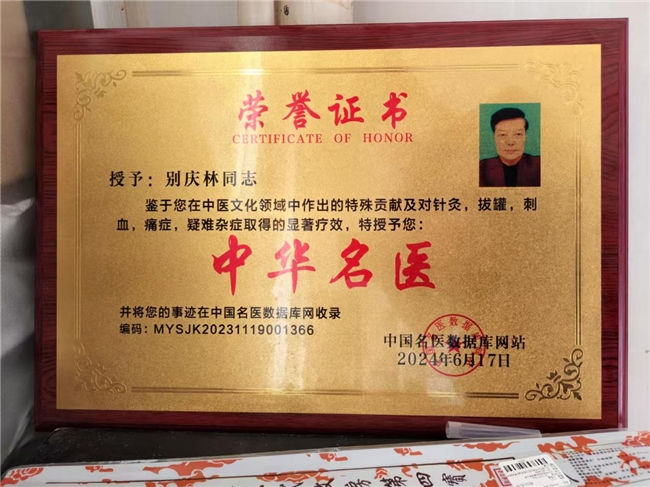 荣誉证书
CERTIFICATE OF HONOR
授予：别庆林同志
鉴于您在中医文化领域中作出的特殊贡献及对针灸，拔罐，刺
血，痛症，疑难杂症取得的显著疗效，特授予您：
中华名医
并将您的事迹在中国名医数据库网收录
编码：MYSJK20231119001366
中国名医数据库网站
2024年6月17日
第四寶